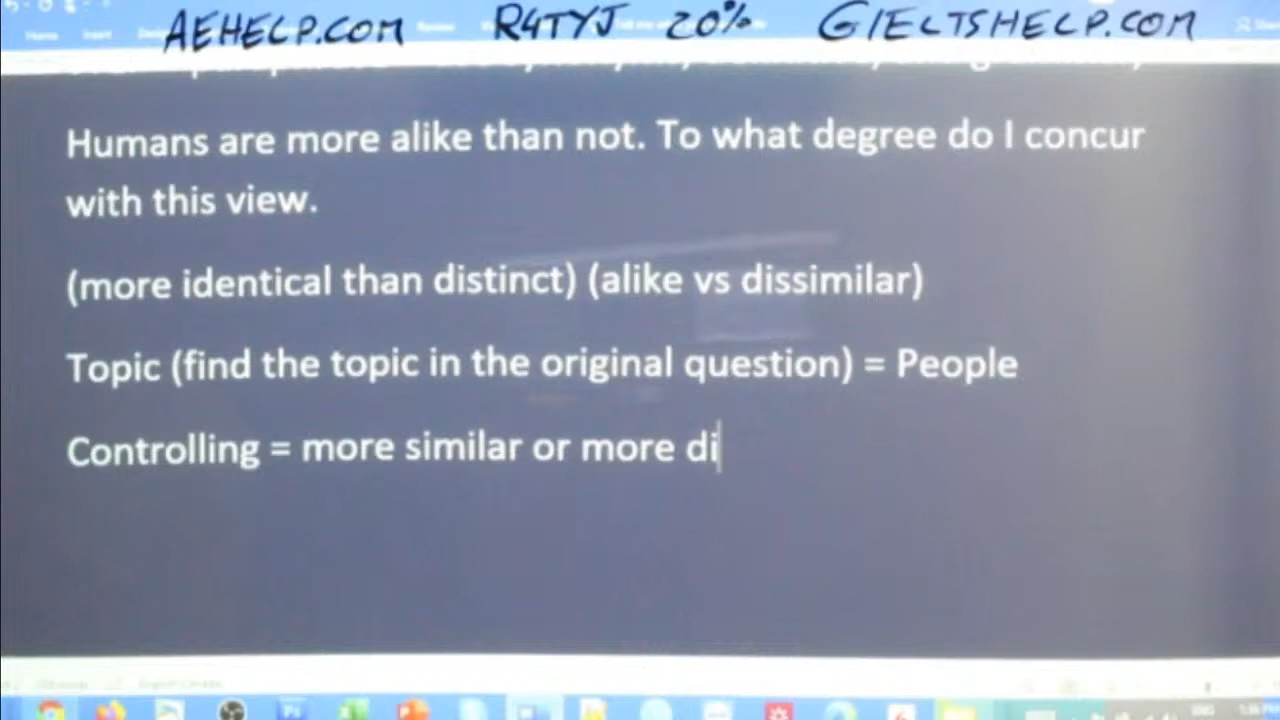 AEHELP.COM R4TYJ 20% GIELTSHELP.COM
Humans are more alike than not. To what degree do I concur
with this view.
(more identical than distinct) (alike vs dissimilar)
Topic (find the topic in the original question) = People
Controlling = more similar or more di